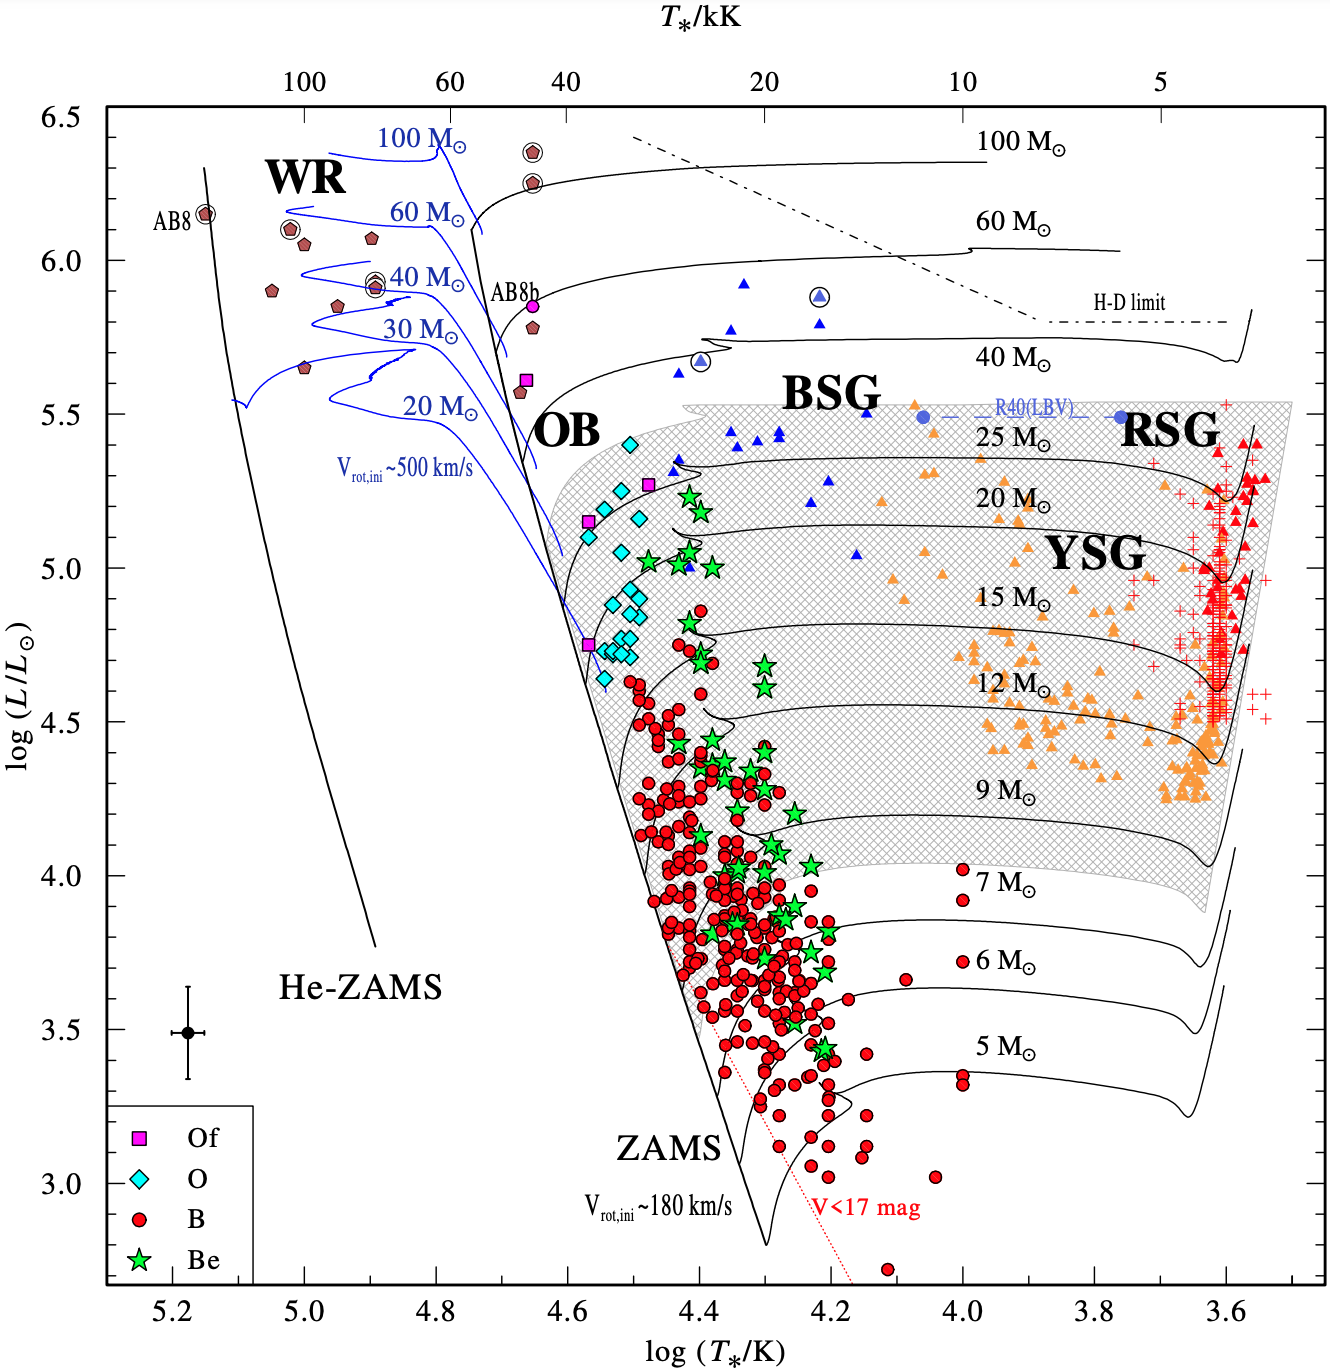 T*/kK
100 60 40 20 10 5
6.5
6.0
5.5
5.0
4.5
4.0
3.5
3.0
log (L/L⊙)
100 M⊙
100 M⊙
WR
AB8
60 M⊙
60 M⊙
40 M⊙
AB8b
H-D limit
30 M⊙
40 M⊙
BSG
20 M⊙
R40(LBV)
OB
RSG
25 M⊙
Vrot,ini~500 km/s
20 M⊙
YSG
15 M⊙
12 M⊙
9 M⊙
7 M⊙
6 M⊙
He-ZAMS
5 M⊙
ZAMS
Vrot,ini~180 km/s
V<17 mag
Of
O
B
Be
5.2 5.0 4.8 4.6 4.4 4.2 4.0 3.8 3.6
log (T*/K)